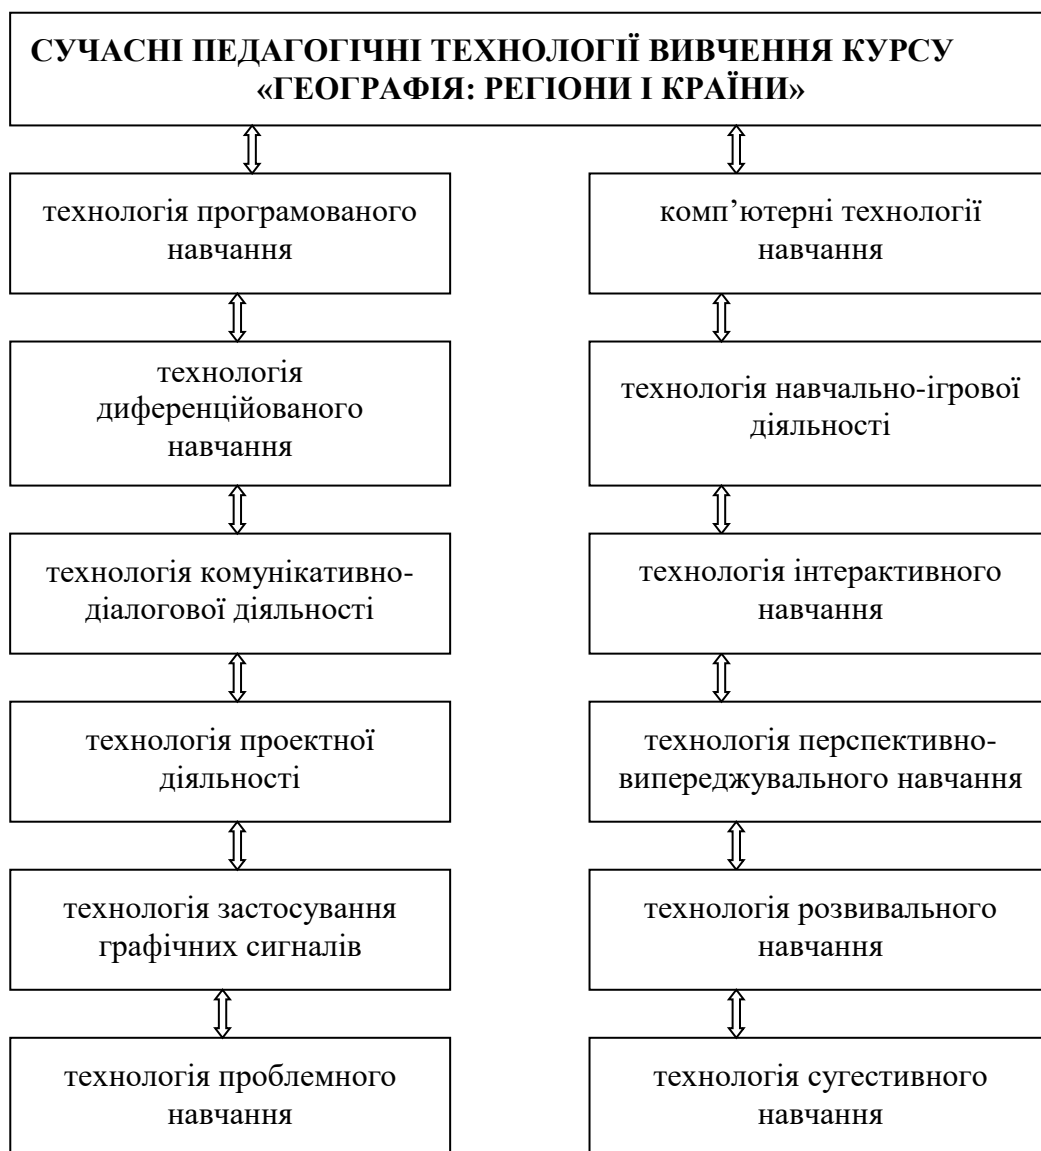 СУЧАСНІ ПЕДАГОГІЧНІ ТЕХНОЛОГІЇ ВИВЧЕННЯ КУРСУ
«ГЕОГРАФІЯ: РЕГІОНИ І КРАЇНИ»
технологія програмованого
навчання
комп’ютерні технології
навчання
технологія
диференційованого
навчання
технологія навчально-ігрової
діяльності
технологія комунікативно-
діалогової діяльності
технологія інтерактивного
навчання
технологія проектної
діяльності
технологія перспективно-
випереджувального навчання
технологія застосування
графічних сигналів
технологія розвивального
навчання
технологія проблемного
навчання
технологія сугестивного
навчання